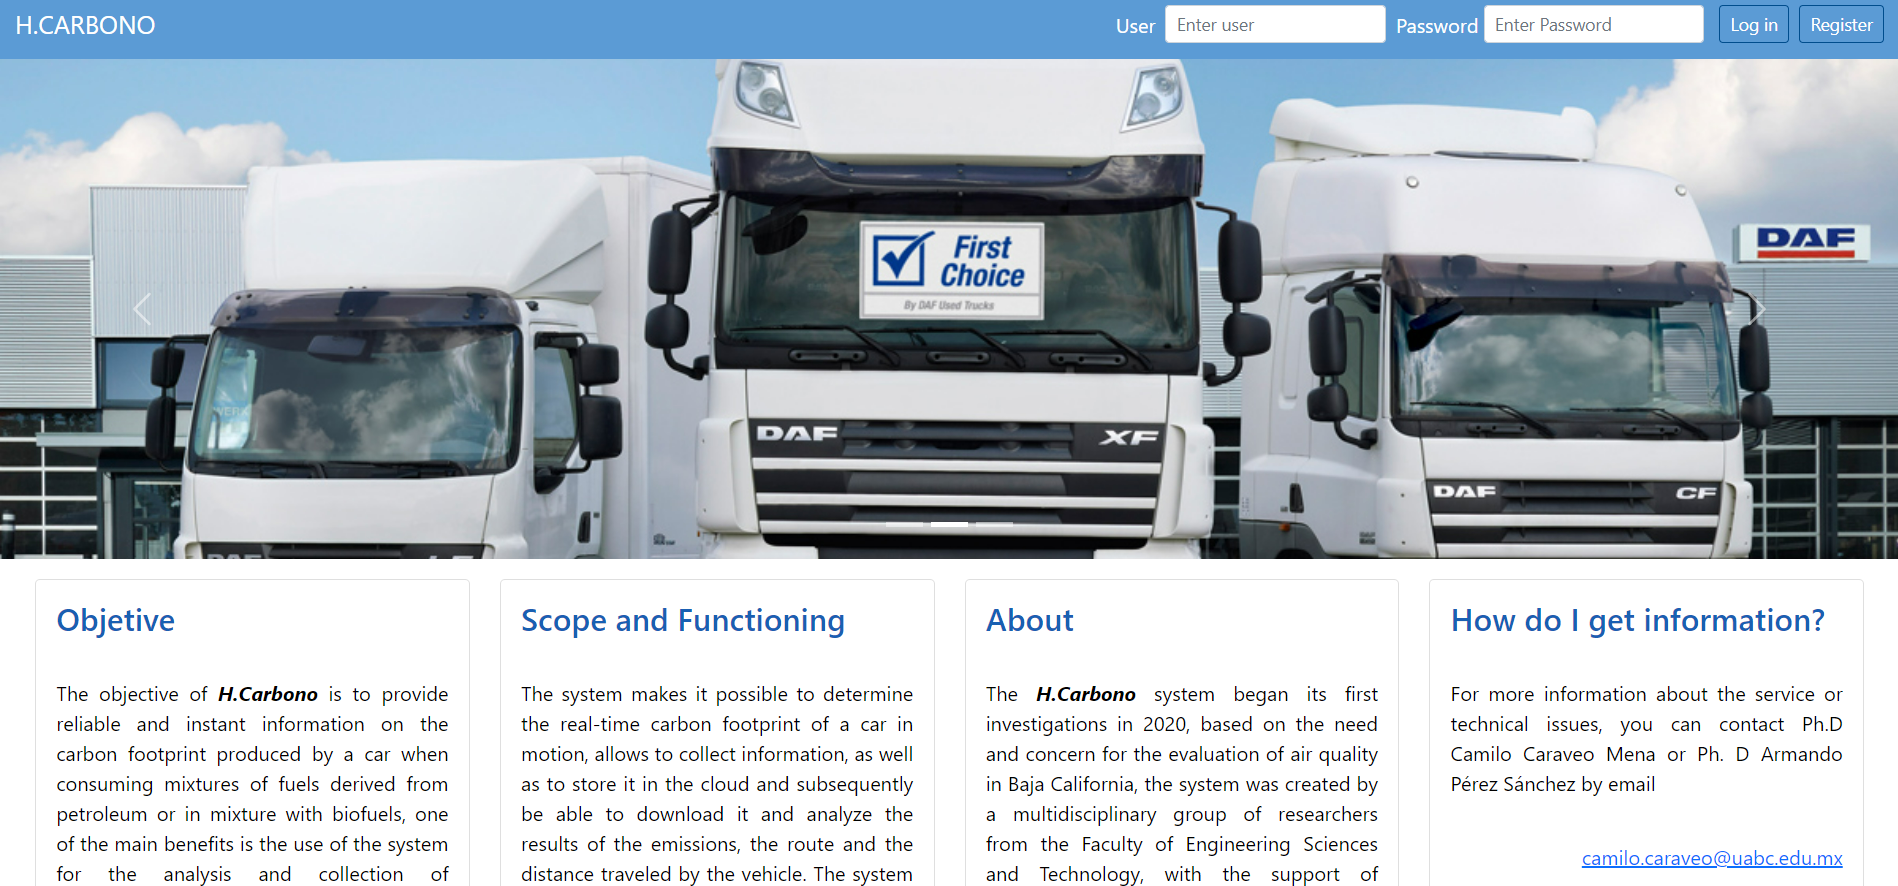 H.CARBONO
User Enter user Password Enter Password Log in Register
First
Choice
By DAF Used Trucks
DAF
DAF XF
DAF CF
DAF LF
Objetive
The objective of H.Carbono is to provide
reliable and instant information on the
carbon footprint produced by a car when
consuming mixtures of fuels derived from
petroleum or in mixture with biofuels, one
of the main benefits is the use of the system
for the analysis and collection of
Scope and Functioning
The system makes it possible to determine
the real-time carbon footprint of a car in
motion, allows to collect information, as well
as to store it in the cloud and subsequently
be able to download it and analyze the
results of the emissions, the route and the
distance traveled by the vehicle. The system
About
The H.Carbono system began its first
investigations in 2020, based on the need
and concern for the evaluation of air quality
in Baja California, the system was created by
a multidisciplinary group of researchers
from the Faculty of Engineering Sciences
and Technology, with the support of
How do I get information?
For more information about the service or
technical issues, you can contact Ph.D
Camilo Caraveo Mena or Ph. D Armando
Pérez Sánchez by email
camilo.caraveo@uabc.edu.mx